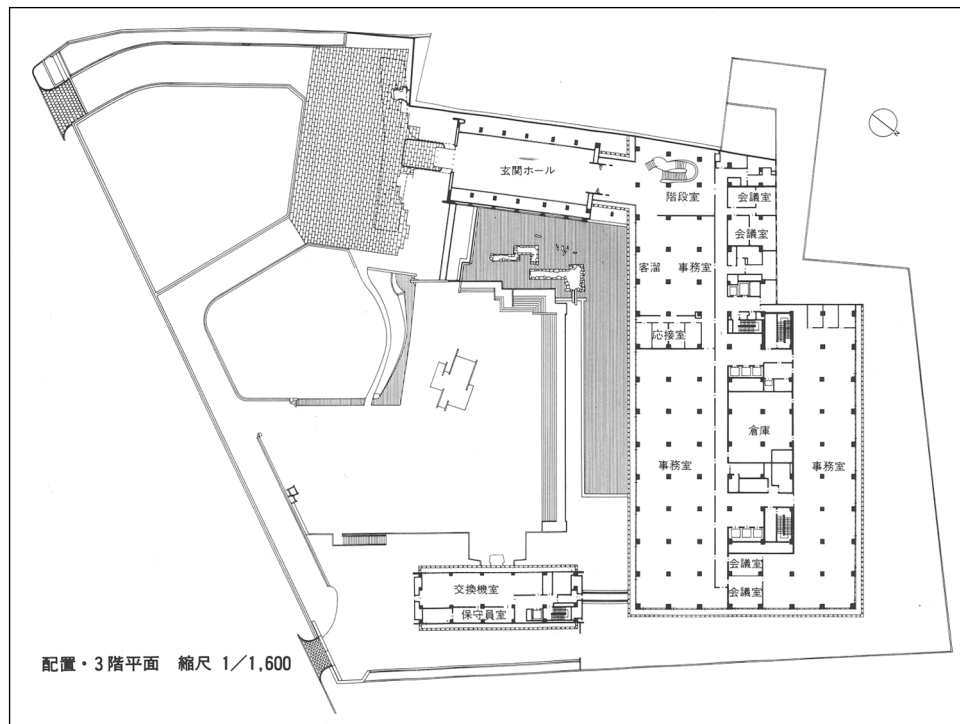 玄関ホール
階段室
会議室
会議室
客溜
事務室
応接室
倉庫
事務室
事務室
会議室
会議室
交換機室
保守員室
N
配置・3階平面 縮尺 1/1,600